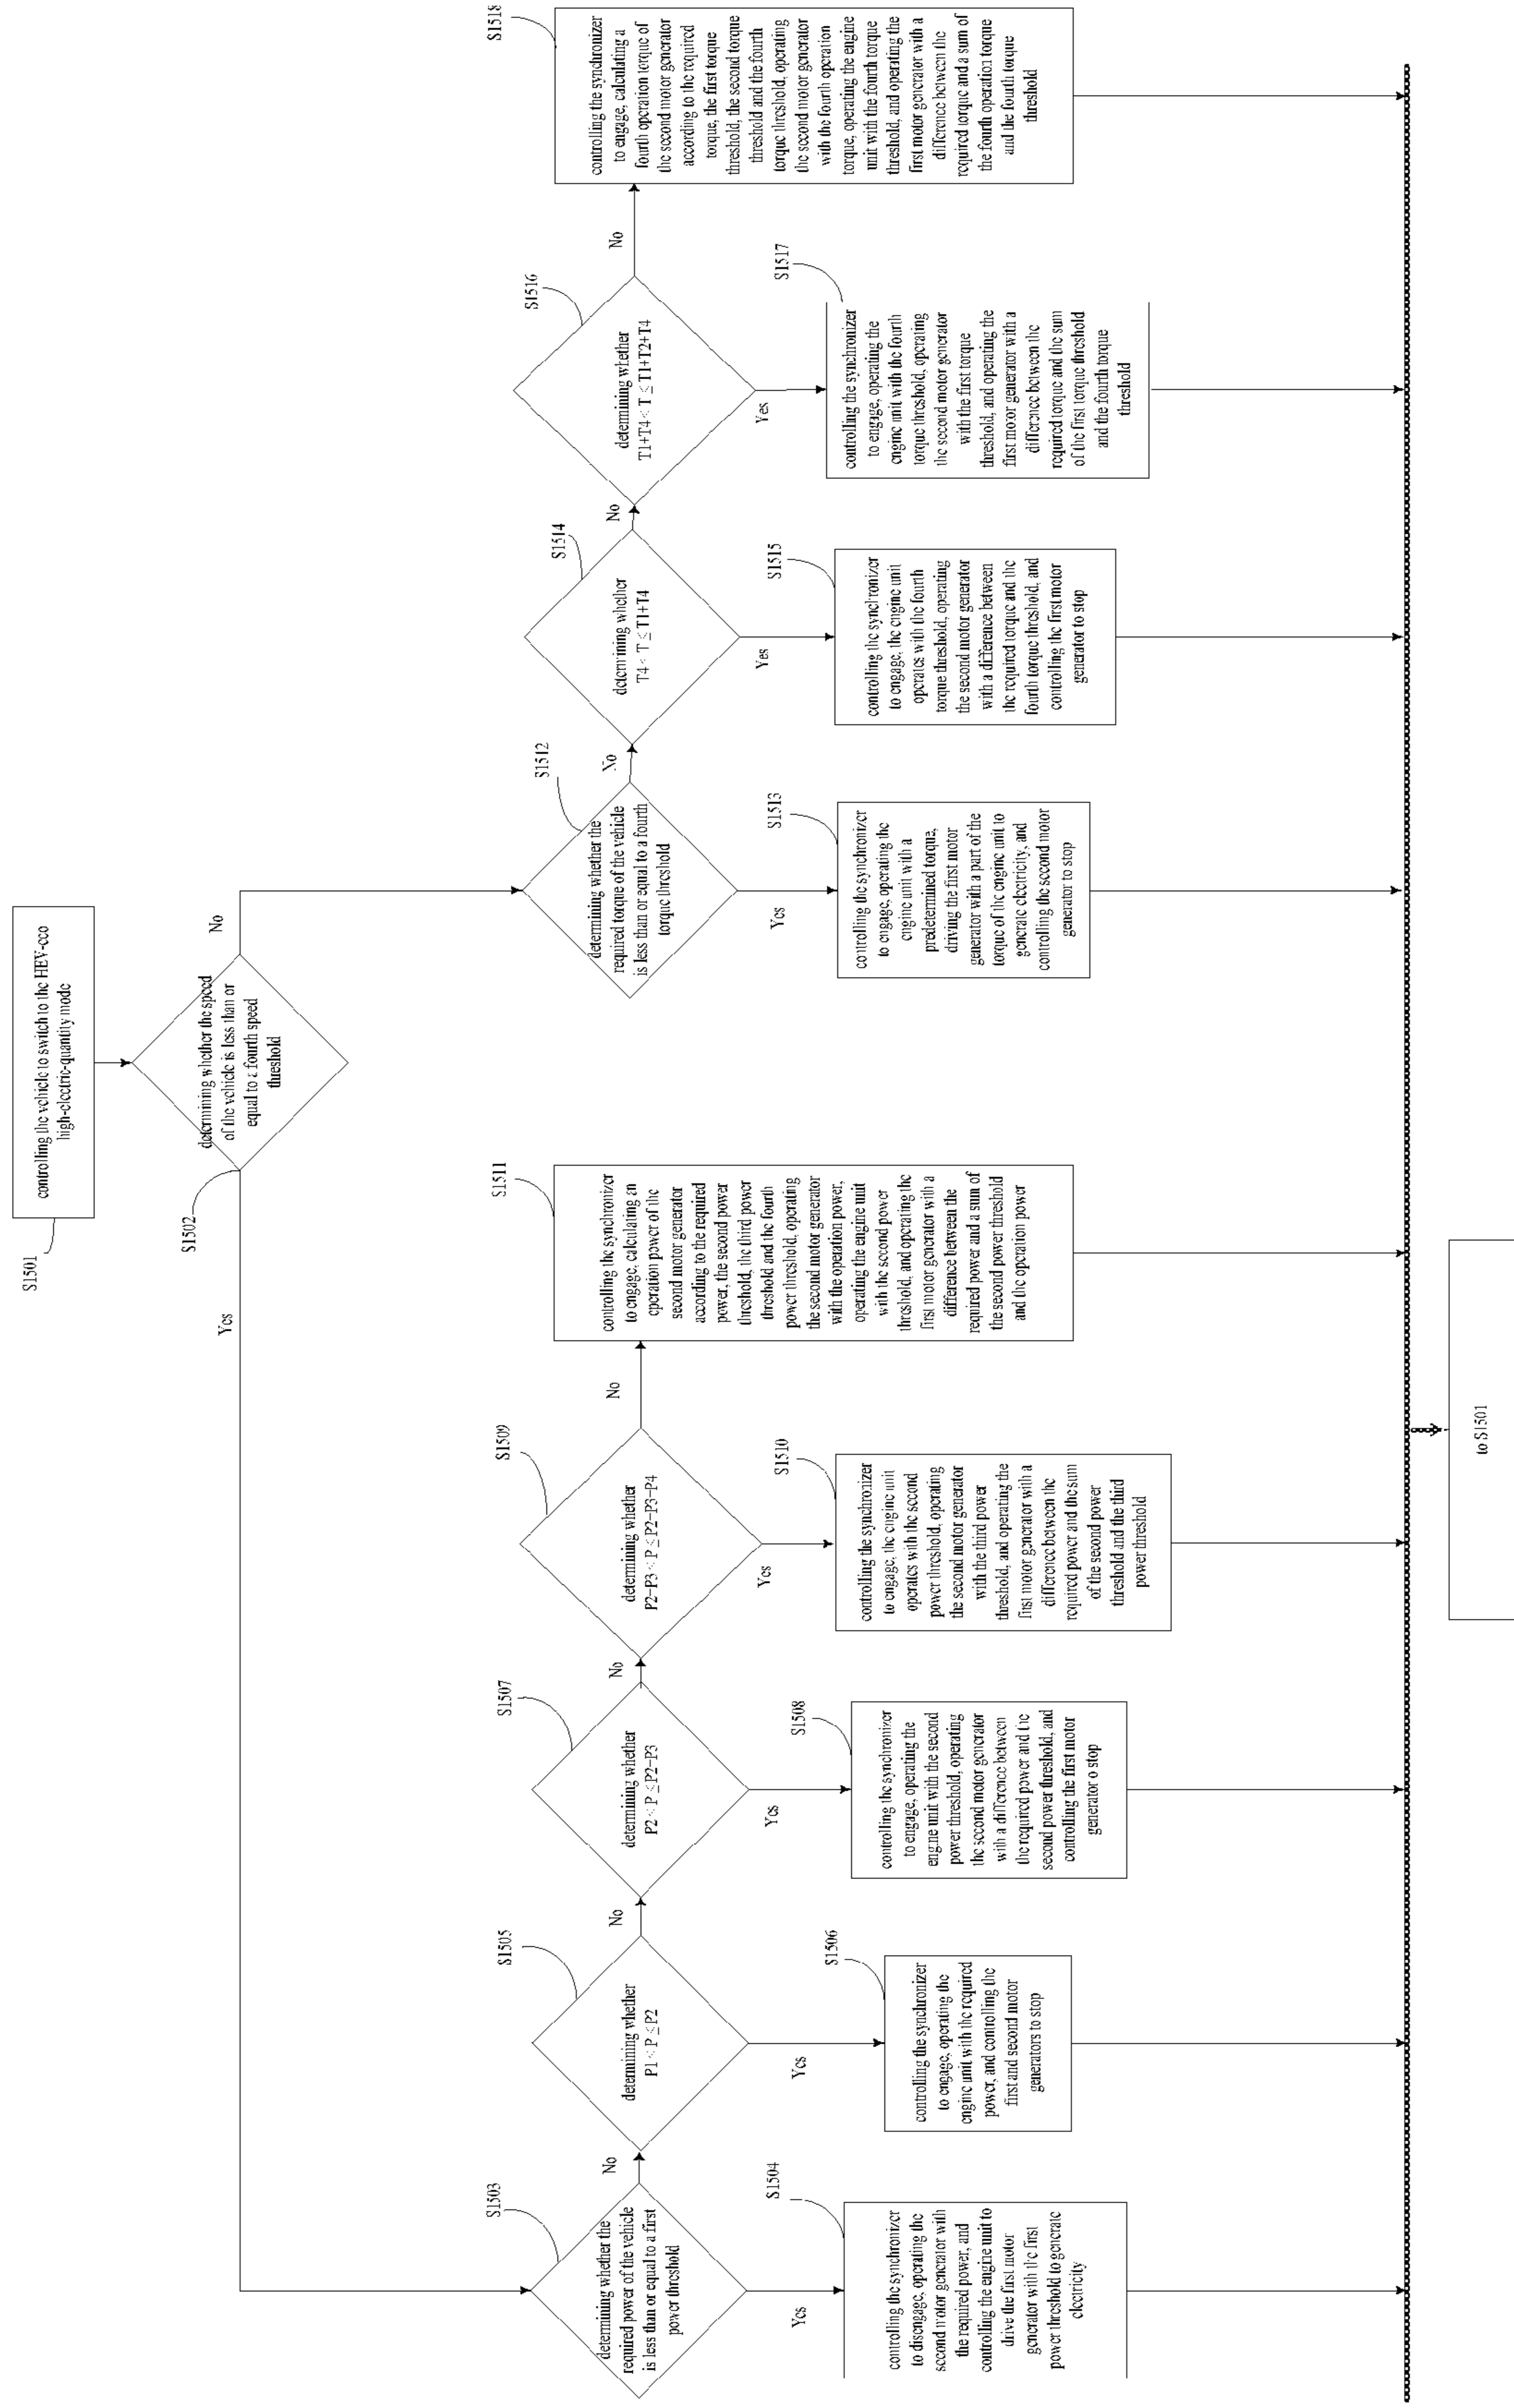 S1501
controlling the vehicle to switch to the HEV-eco
high-electric-quantity mode
S1502
determining whether the speed
of the vehicle is less than or
equal to a fourth speed
threshold
Yes
No
S1503
determining whether the
required power of the vehicle
is less than or equal to a first
power threshold
No
Yes
S1504
controlling the synchronizer
to disengage, operating the
second motor generator with
the required power, and
controlling the engine unit to
drive the first motor
generator with the first
power threshold to generate
electricity
S1505
determining whether
P1 < P ≤ P2
No
Yes
S1506
controlling the synchronizer
to engage, operating the
engine unit with the required
power, and controlling the
first and second motor
generators to stop
S1507
determining whether
P2 < P ≤ P2-P3
No
Yes
S1508
controlling the synchronizer
to engage, operating the
engine unit with the second
power threshold, operating
the second motor generator
with a difference between
the required power and the
second power threshold, and
controlling the first motor
generator o stop
S1509
determining whether
P2-P3 < P ≤ P2-P3-P4
No
Yes
S1510
controlling the synchronizer
to engage, the engine unit
operates with the second
power threshold, operating
the second motor generator
with the third power
threshold, and operating the
first motor generator with a
difference between the
required power and the sum
of the second power
threshold and the third
power threshold
S1511
controlling the synchronizer
to engage, calculating an
operation power of the
second motor generator
according to the required
power, the second power
threshold, the third power
threshold and the fourth
power threshold, operating
the second motor generator
with the operation power,
operating the engine unit
with the second power
threshold, and operating the
first motor generator with a
difference between the
required power and a sum of
the second power threshold
and the operation power
S1512
determining whether the
required torque of the vehicle
is less than or equal to a fourth
torque threshold
No
Yes
S1513
controlling the synchronizer
to engage, operating the
engine unit with a
predetermined torque,
driving the first motor
generator with a part of the
torque of the engine unit to
generate electricity, and
controlling the second motor
generator to stop
S1514
determining whether
T4 < T ≤ T1+T4
No
Yes
S1515
controlling the synchronizer
to engage, the engine unit
operates with the fourth
torque threshold, operating
the second motor generator
with a difference between
the required torque and the
fourth torque threshold, and
controlling the first motor
generator to stop
S1516
determining whether
T1+T4 < T ≤ T1+T2+T4
No
Yes
S1517
controlling the synchronizer
to engage, operating the
engine unit with the fourth
torque threshold, operating
the second motor generator
with the first torque
threshold, and operating the
first motor generator with a
difference between the
required torque and the sum
of the first torque threshold
and the fourth torque
threshold
S1518
controlling the synchronizer
to engage, calculating a
fourth operation torque of
the second motor generator
according to the required
torque, the first torque
threshold, the second torque
threshold and the fourth
torque threshold, operating
the second motor generator
with the fourth operation
torque, operating the engine
unit with the fourth torque
threshold, and operating the
first motor generator with a
difference between the
required torque and a sum of
the fourth operation torque
and the fourth torque
threshold
to S1501